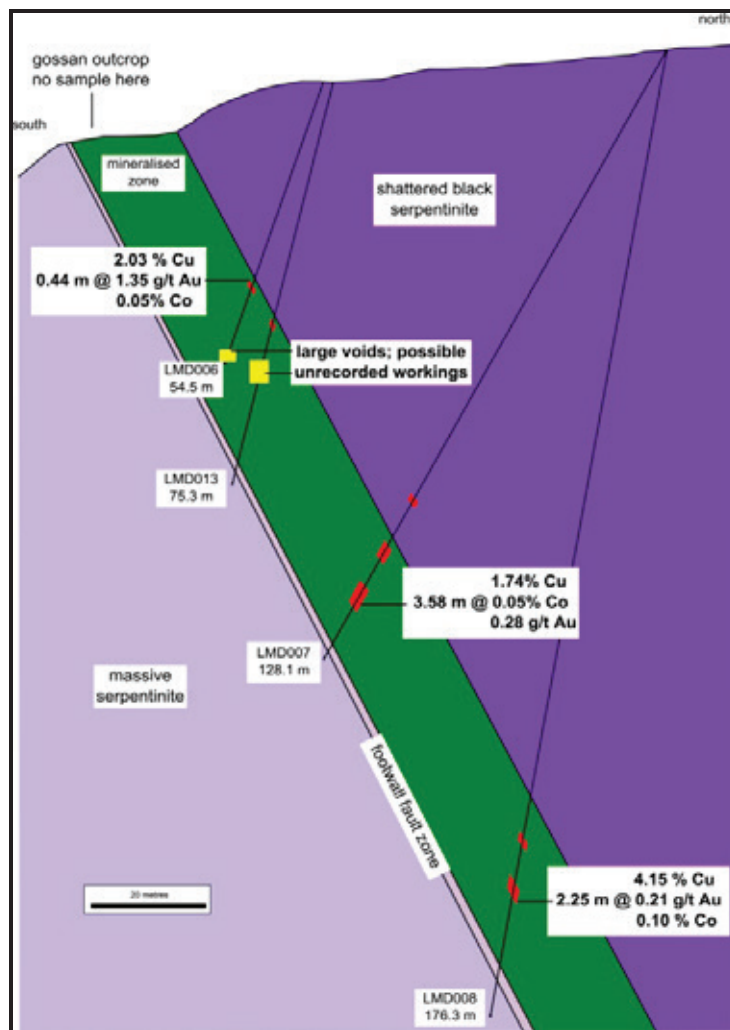 north
gossan outcrop
no sample here
south
mineralised
zone
shattered black
serpentinite
2.03 % Cu
0.44 m @ 1.35 g/t Au
0.05% Co
large voids; possible
unrecorded workings
LMD006
54.5 m
LMD013
75.3 m
1.74% Cu
3.58 m @ 0.05% Co
0.28 g/t Au
LMD007
128.1 m
massive
serpentinite
footwall fault zone
20 metres
4.15 % Cu
2.25 m @ 0.21 g/t Au
0.10 % Co
LMD008
176.3 m